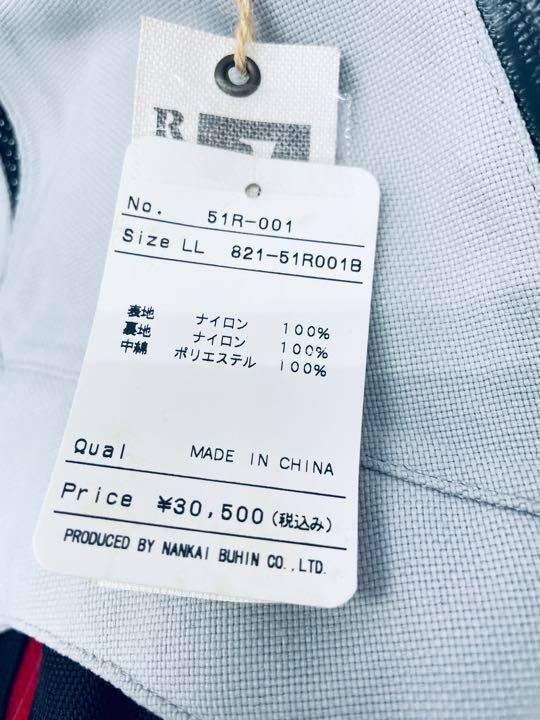 R
No. 51R-001
Size LL 821-51R001B
表地 ナイロン 100%
裏地 ナイロン 100%
中綿 ポリエステル 100%
Qual MADE IN CHINA
Price ¥30,500(税込み)
PRODUCED BY NANKAI BUHIN CO.,LTD.